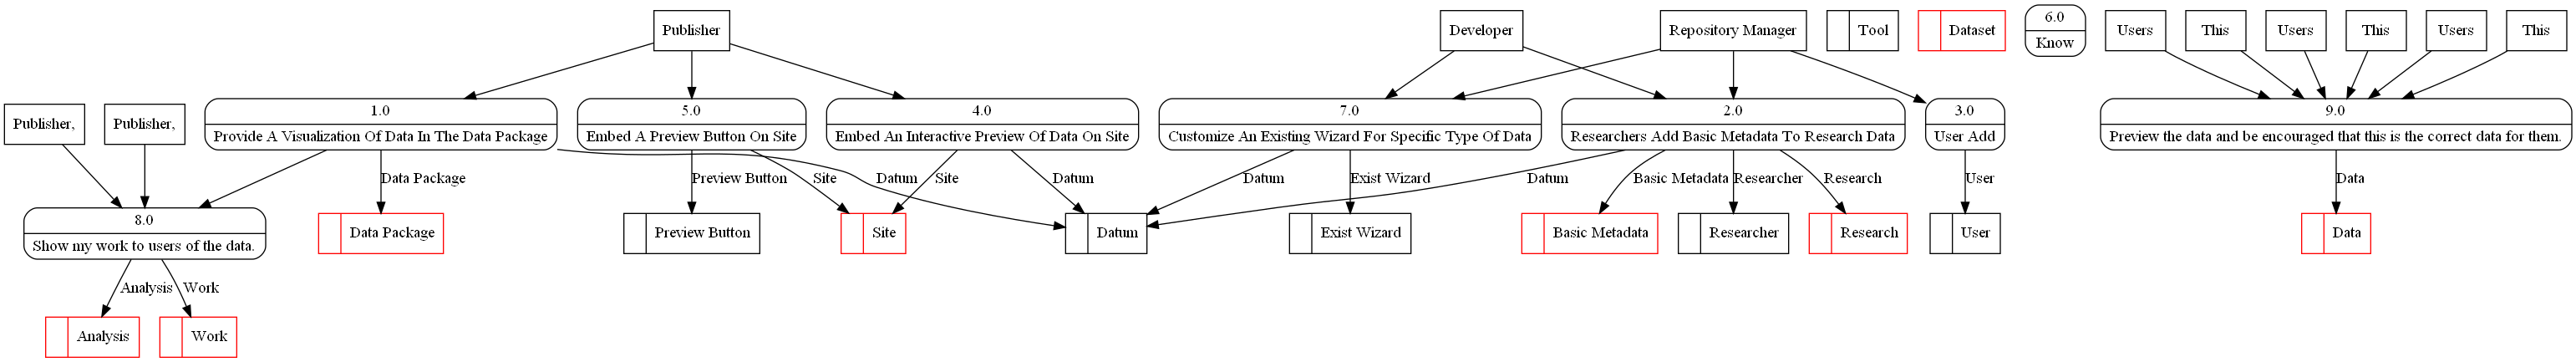 Publisher
Developer
Repository Manager
Tool
Dataset
6.0
Know
Users
This
Users
This
Users
This
Publisher,
Publisher,
1.0
Provide A Visualization Of Data In The Data Package
5.0
Embed A Preview Button On Site
4.0
Embed An Interactive Preview Of Data On Site
7.0
Customize An Existing Wizard For Specific Type Of Data
2.0
Researchers Add Basic Metadata To Research Data
3.0
User Add
9.0
Preview the data and be encouraged that this is the correct data for them.
Data Package
Datum
Preview Button
Site
Site
Datum
Datum
Exist Wizard
Datum
Basic Metadata
Researcher
Research
User
Data
8.0
Show my work to users of the data.
Data Package
Preview Button
Site
Datum
Exist Wizard
Basic Metadata
Researcher
Research
User
Data
Analysis
Work
Analysis
Work